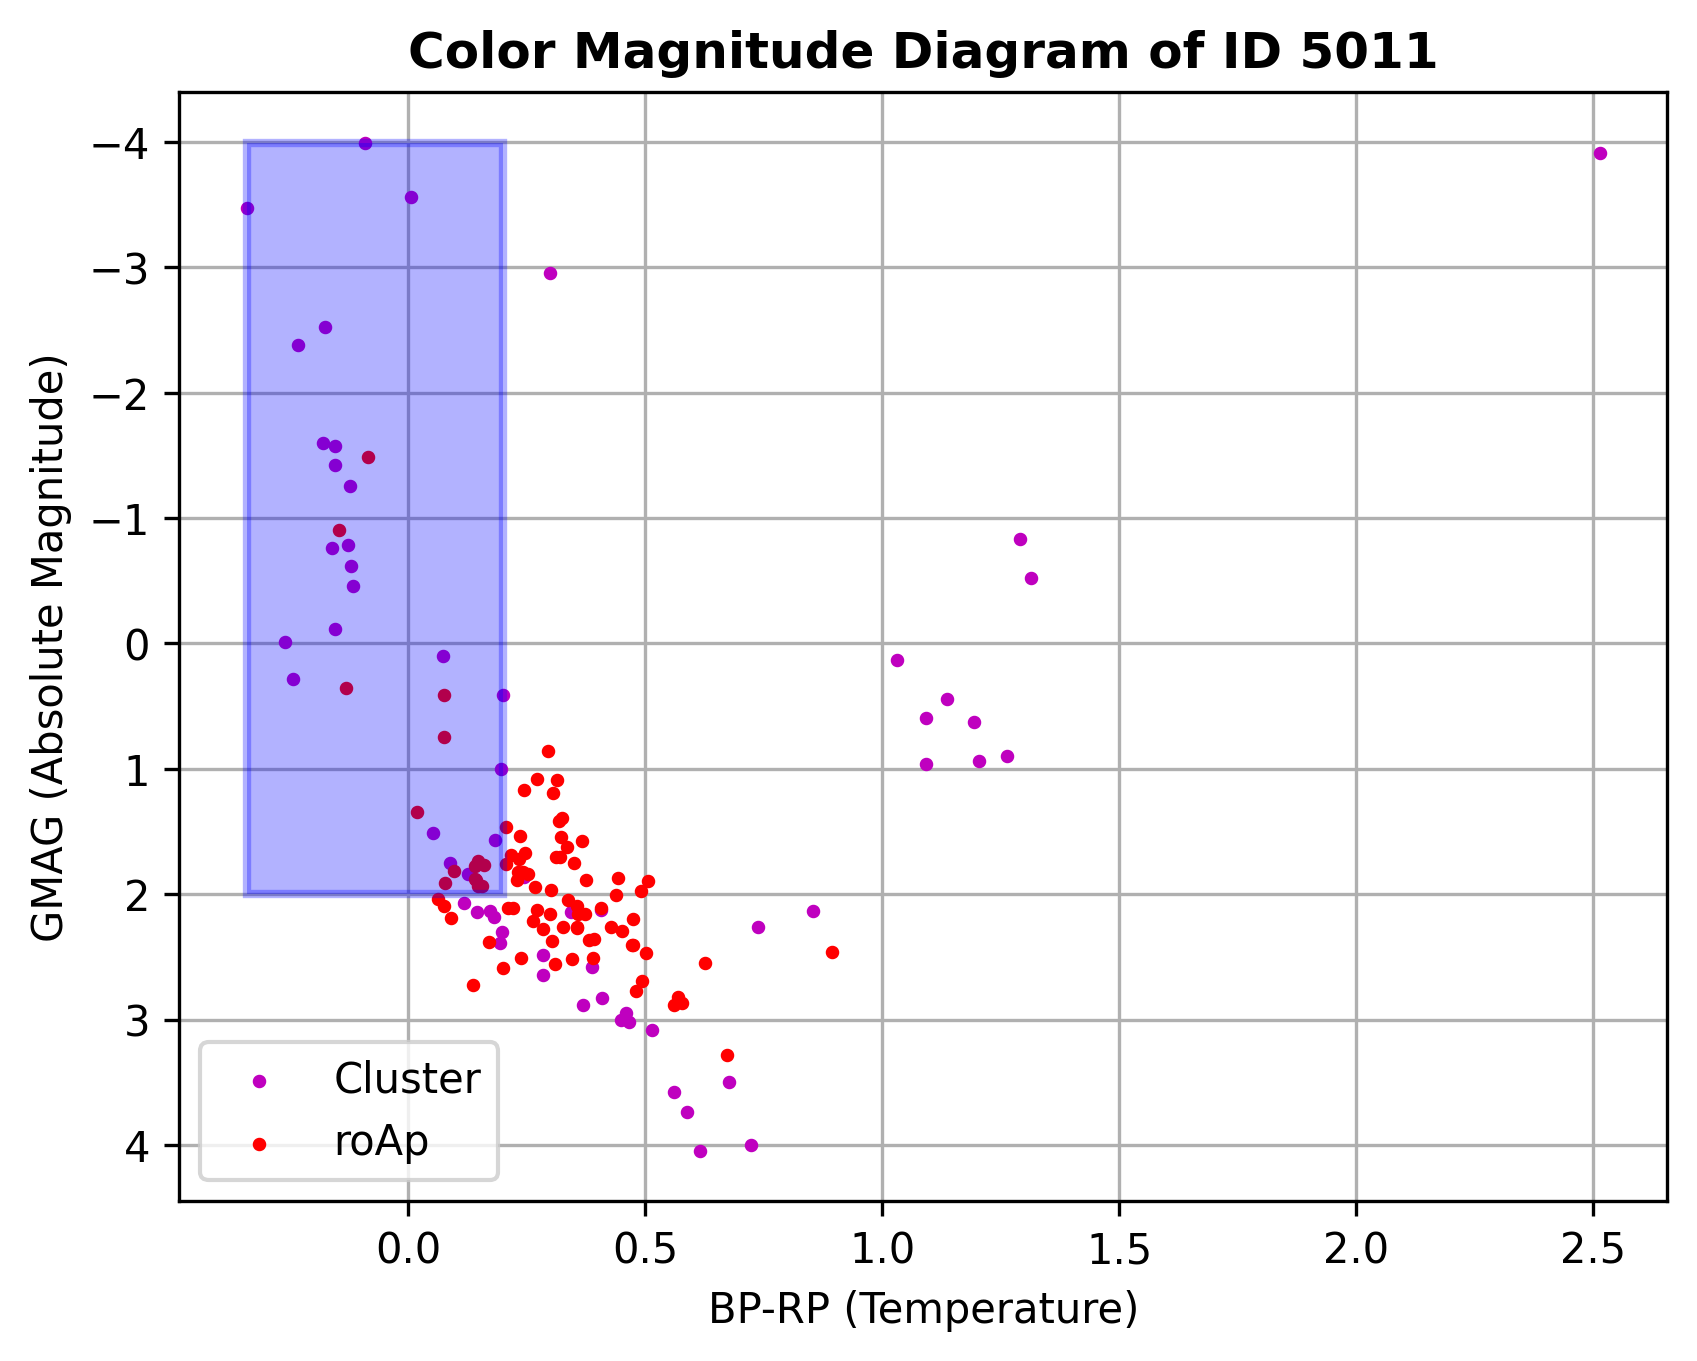 Color Magnitude Diagram of ID 5011
GMAG (Absolute Magnitude)
−4
−3
−2
−1
0
1
2
3
4
Cluster
roAp
0.0 0.5 1.0 1.5 2.0 2.5
BP-RP (Temperature)